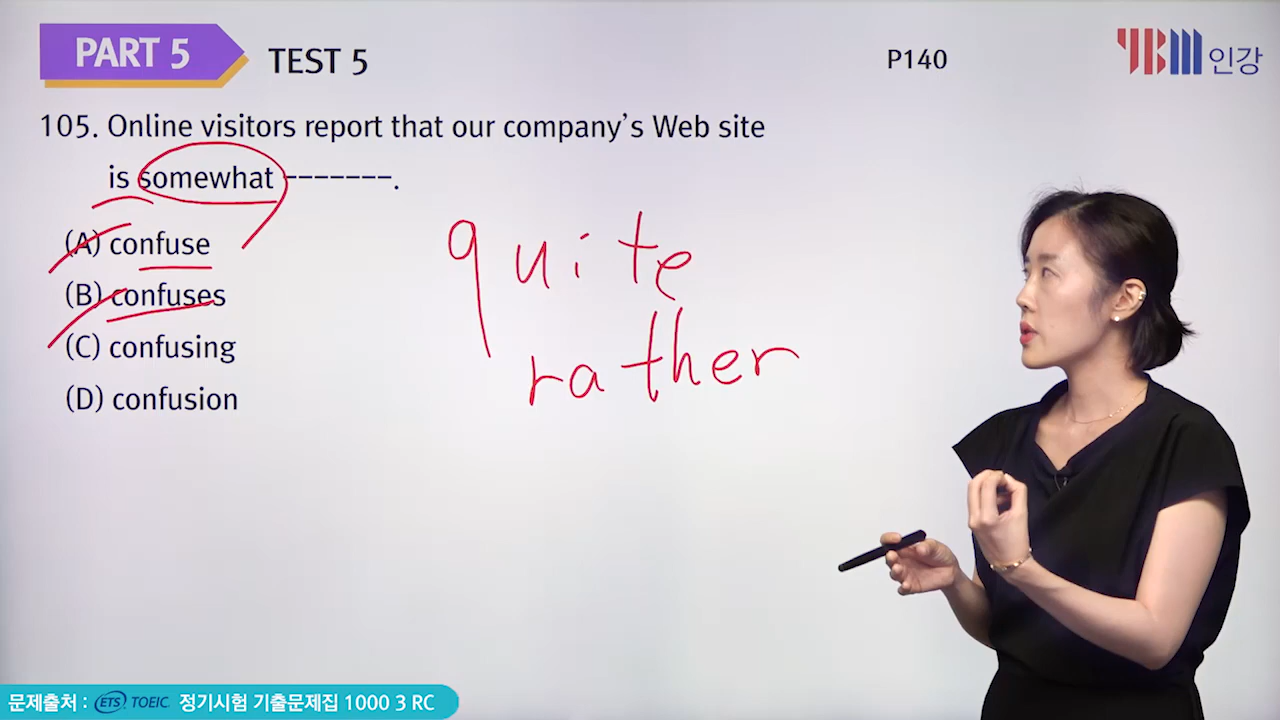 PART 5
TEST 5
P140
YBM 인강
105. Online visitors report that our company's Web site
is somewhat -------.
(A) confuse
(B) confuses
(C) confusing
(D) confusion
quite
rather
문제출처 : ETS TOEIC 정기시험 기출문제집 1000 3 RC